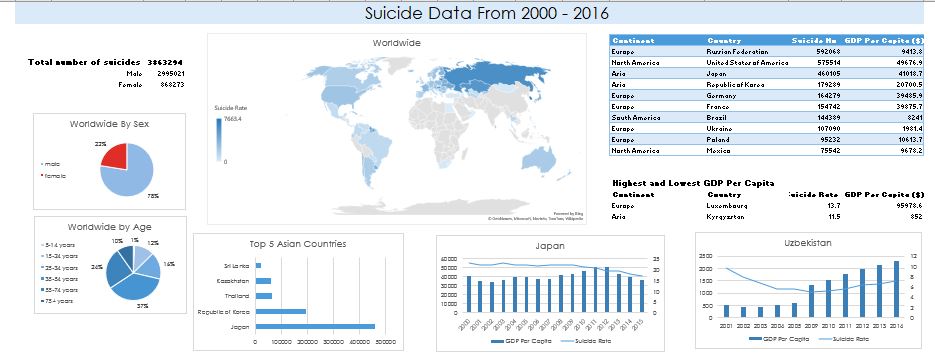 Suicide Data From 2000 - 2016
Total number of suicides 3863294
Male 2995021
Female 868273
Worldwide By Sex
23%
male
female
78%
Worldwide by Age
10% 1% 12%
16%
24%
37%
5-14 years
15-24 years
25-34 years
35-54 years
55-74 years
75+ years
Worldwide
Suicide Rate
7663.4
0
Powered by Bing
© GeoNames, Microsoft, Navinfo, TomTom, Wikipedia
Continent Country Suicide Nu GDP Per Capita ($)
Europe Russian Federation 592068 9413.8
North America United States of America 575514 49676.9
Asia Japan 460105 41018.7
Asia Republic of Korea 179289 20700.5
Europe Germany 164279 39485.9
Europe France 154742 39875.7
South America Brazil 144389 8241
Europe Ukraine 107090 1981.4
Europe Poland 95232 10613.7
North America Mexico 75542 9678.2
Highest and Lowest GDP Per Capita
Continent Country Suicide Rate GDP Per Capita ($)
Europe Luxembourg 13.7 95978.6
Asia Kyrgyzstan 11.5 852
Top 5 Asian Countries
Sri Lanka
Kazakhstan
Thailand
Republic of Korea
Japan
0 100000 200000 300000 400000 500000
Japan
60000
50000
40000
30000
20000
10000
0
25
20
15
10
5
0
2000 2001 2002 2003 2004 2005 2006 2007 2008 2009 2010 2011 2012 2013 2014 2015
GDP Per Capita Suicide Rate
Uzbekistan
2500
2000
1500
1000
500
0
12
10
8
6
4
2
0
2001 2002 2003 2004 2005 2009 2010 2011 2012 2013 2014
GDP Per Capita Suicide Rate